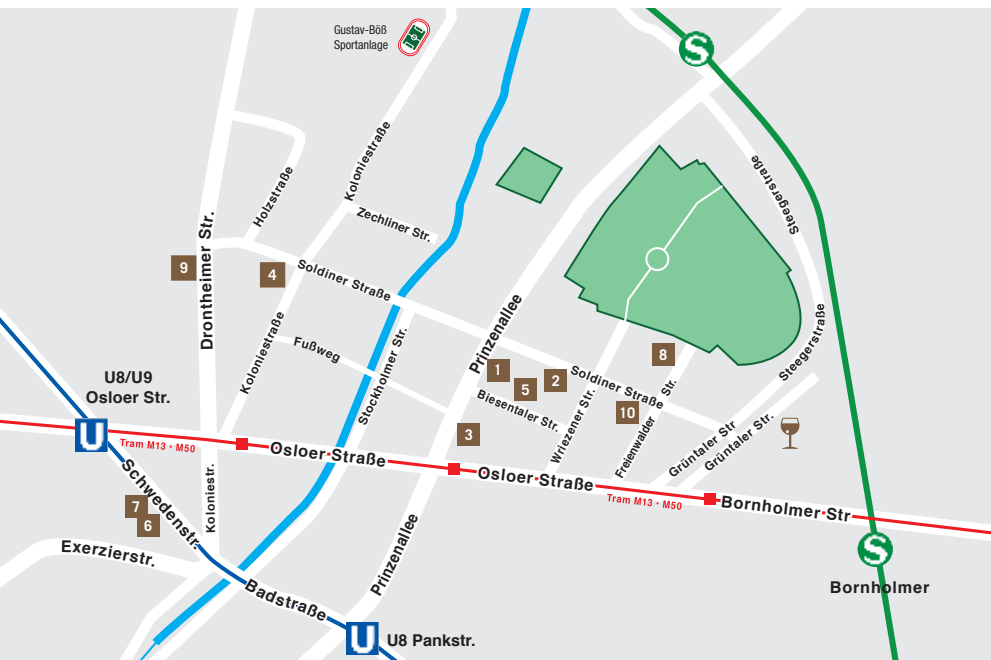 Gustav-Böß
Sportanlage
S
Koloniestraße
Steegerstraße
Holzstraße
Zechliner Str.
Drontheimer Str.
9
4
Soldiner Straße
Prinzenallee
Koloniestraße
Fußweg
Stockholmer Str.
Steegerstraße
8
1
2
5
Soldiner Straße
10
Biesentaler Str.
Wriezener Str.
Freienwalder Str.
U8/U9
Osloer Str.
U
Tram M13 • M50
3
Grüntaler Str
Grüntaler Str.
Osloer Straße
Osloer Straße
Tram M13 • M50
Bornholmer Str
Schwedenstr.
Koloniestr.
7
6
Exerzierstr.
Prinzenallee
S
Bornholmer
Badstraße
U
U8 Pankstr.